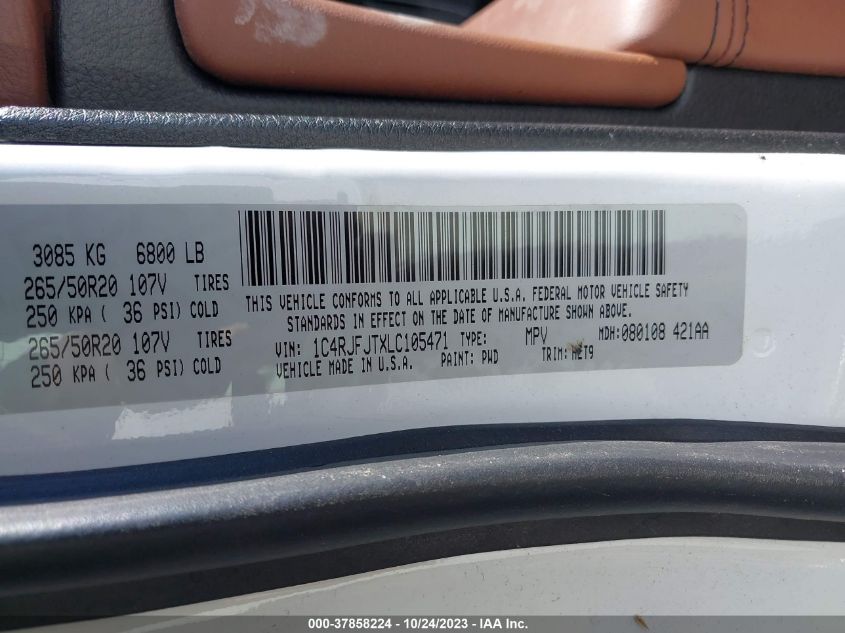 3085 KG 6800 LB
265/50R20 107V TIRES
250 KPA ( 36 PSI) COLD
265/50R20 107V TIRES
250 KPA ( 36 PSI) COLD
THIS VEHICLE CONFORMS TO ALL APPLICABLE U.S.A. FEDERAL MOTOR VEHICLE SAFETY
STANDARDS IN EFFECT ON THE DATE OF MANUFACTURE SHOWN ABOVE.
VIN: 1C4RJFJTXLC105471 TYPE: MPV MDH:080108 421AA
VEHICLE MADE IN U.S.A. PAINT: PWD TRIM:
000-37858224 - 10/24/2023 - IAA Inc.